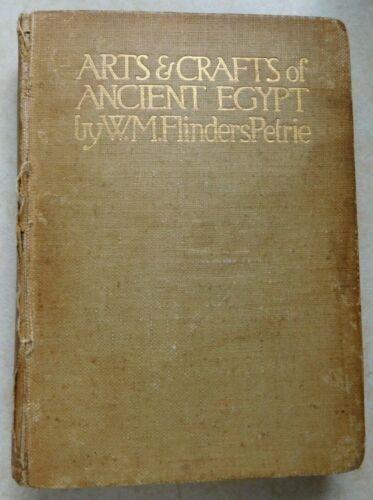 ARTS & CRAFTS of
ANCIENT EGYPT
by W.M.Flinders Petrie